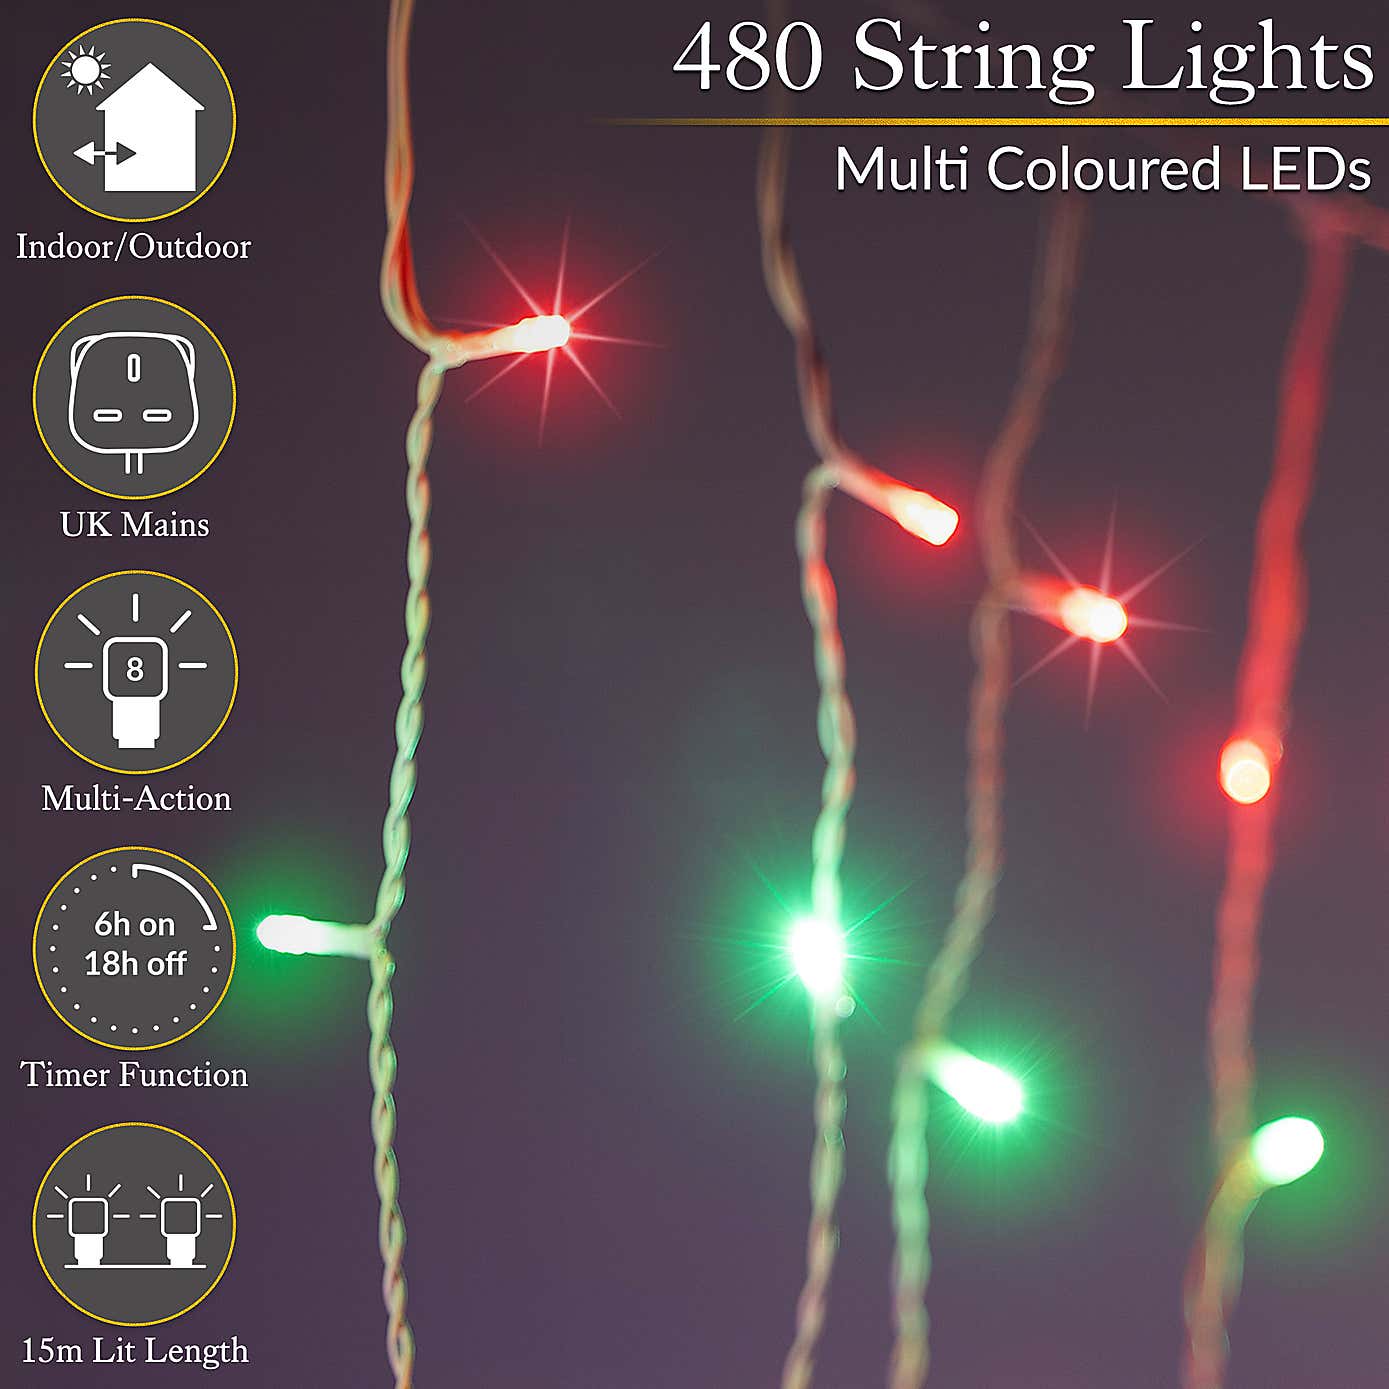 480 String Lights
Multi Coloured LEDs
Indoor/Outdoor
UK Mains
8
Multi-Action
6h on
18h off
Timer Function
15m Lit Length